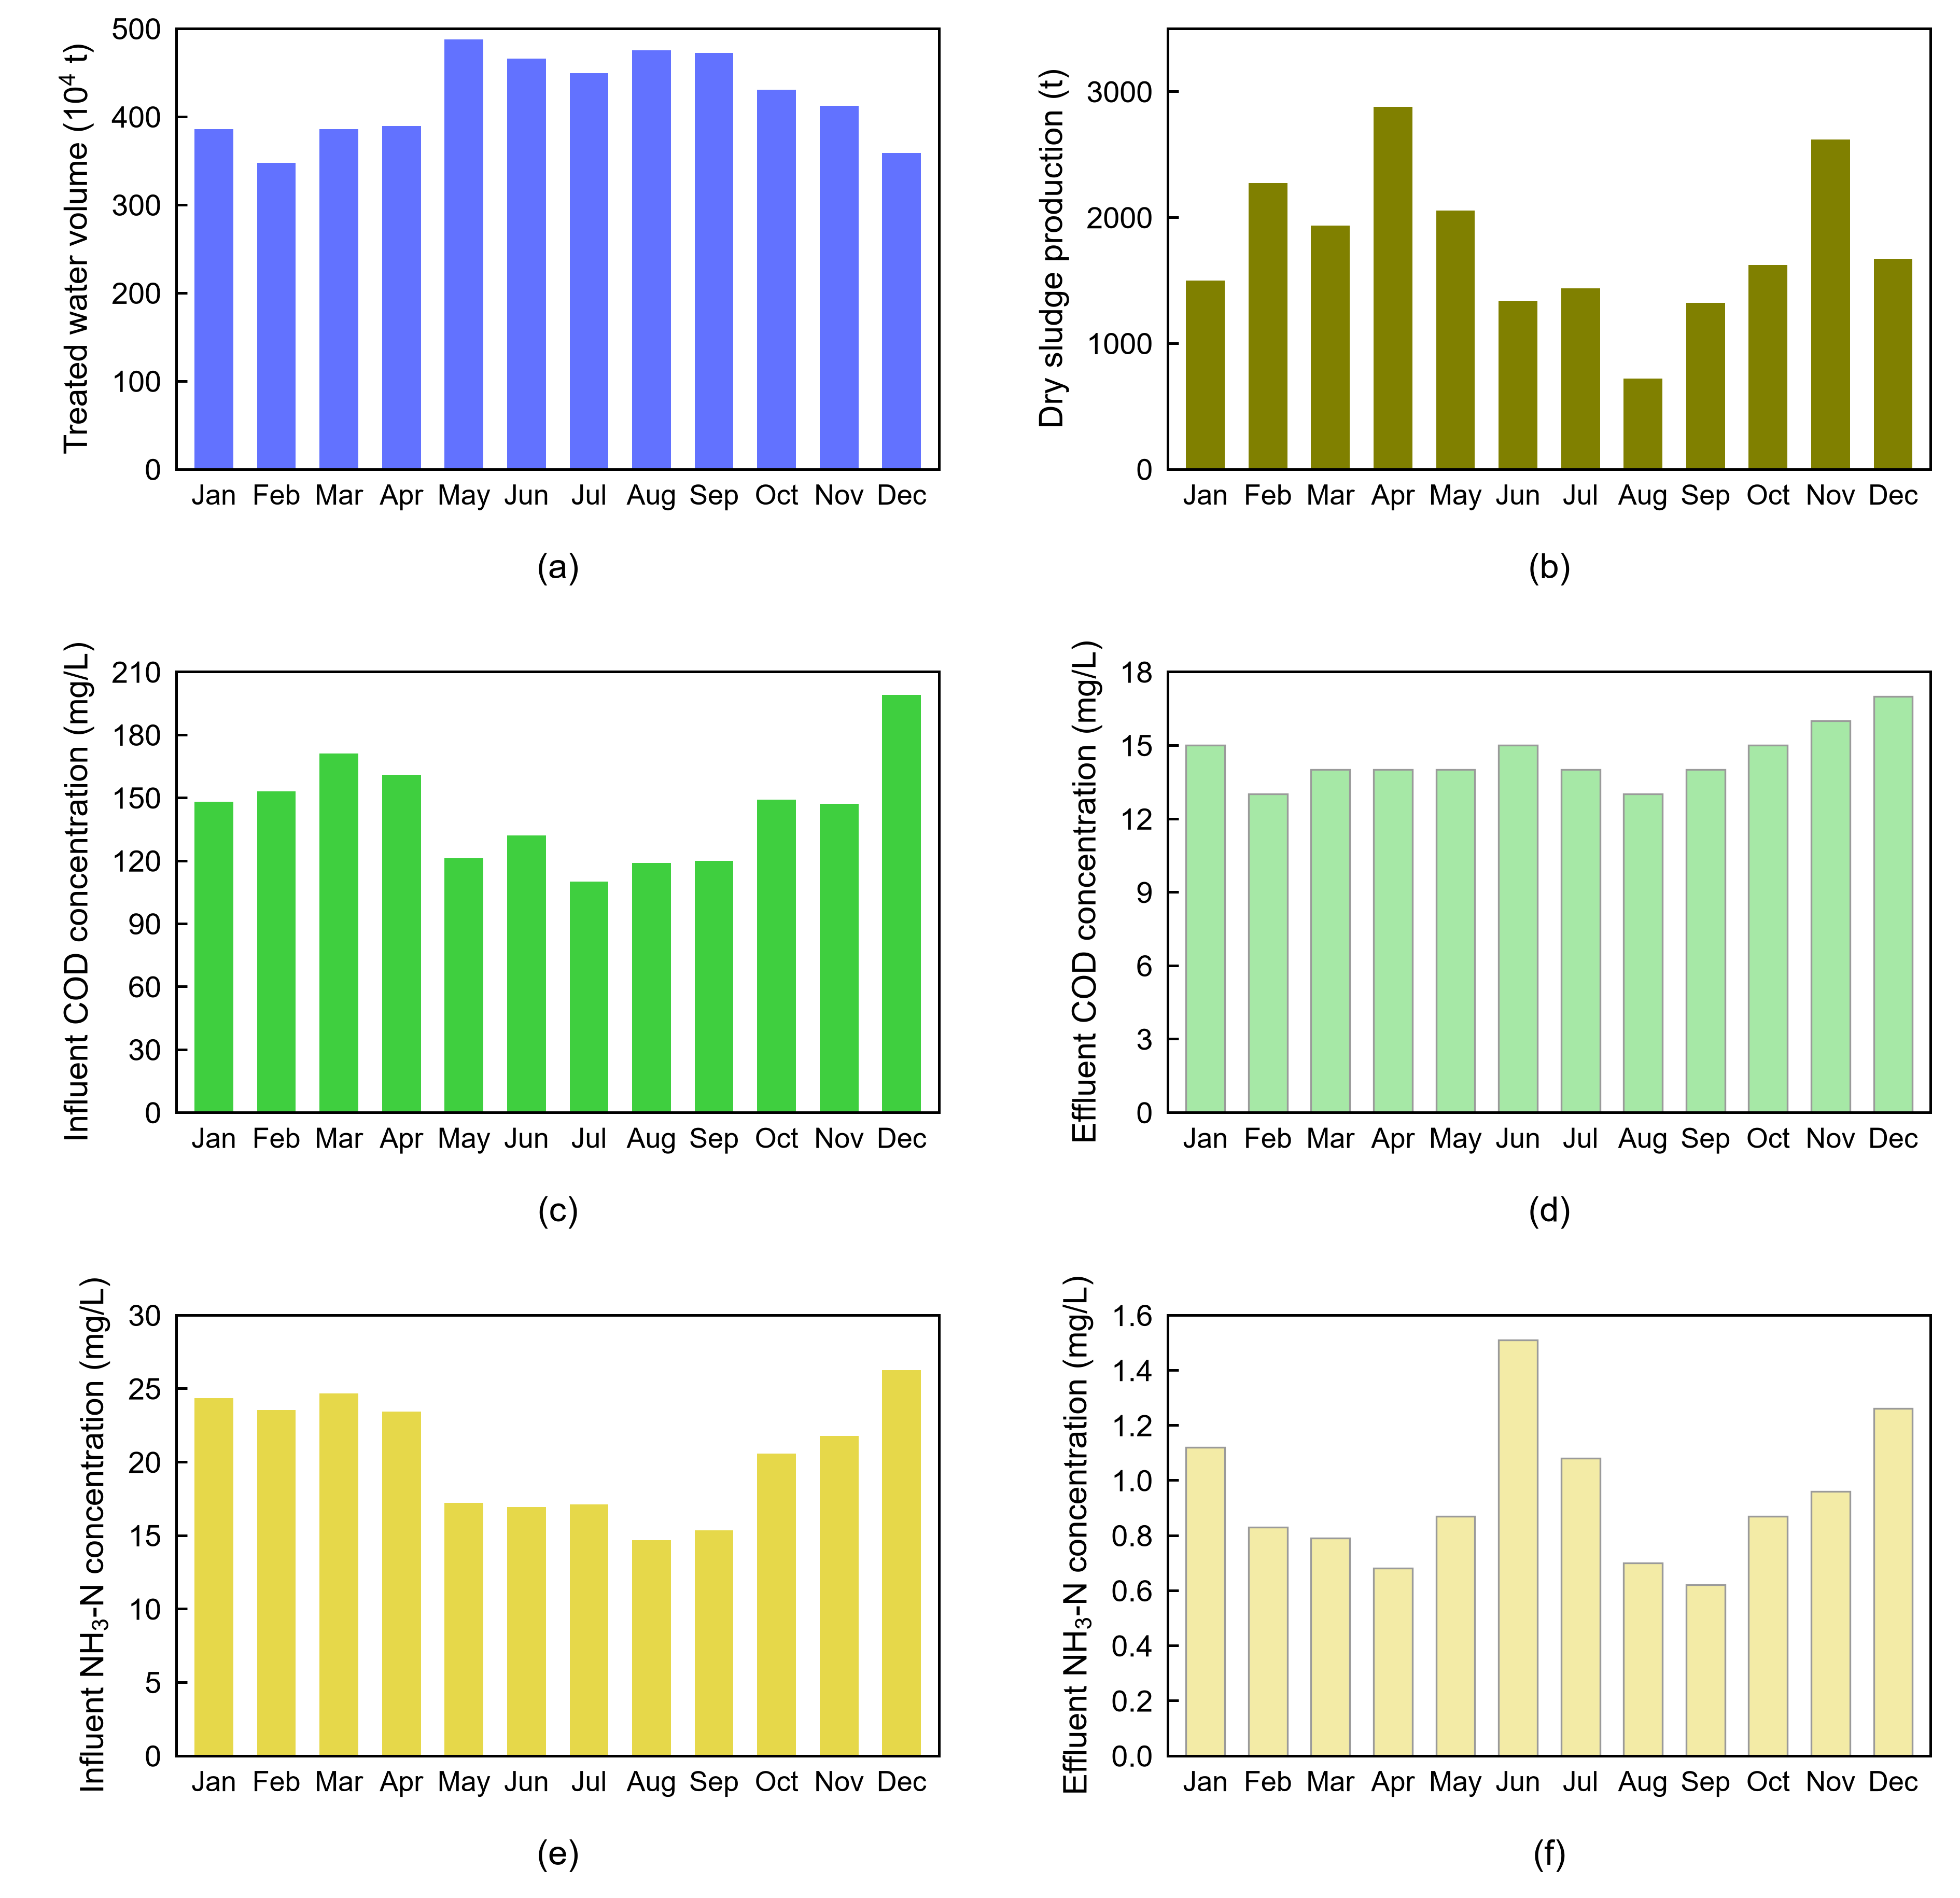 Treated water volume (10⁴ t)
500
400
300
200
100
0
Jan Feb Mar Apr May Jun Jul Aug Sep Oct Nov Dec
(a)
Dry sludge production (t)
3000
2000
1000
0
Jan Feb Mar Apr May Jun Jul Aug Sep Oct Nov Dec
(b)
Influent COD concentration (mg/L)
210
180
150
120
90
60
30
0
Jan Feb Mar Apr May Jun Jul Aug Sep Oct Nov Dec
(c)
Effluent COD concentration (mg/L)
18
15
12
9
6
3
0
Jan Feb Mar Apr May Jun Jul Aug Sep Oct Nov Dec
(d)
Influent NH₃-N concentration (mg/L)
30
25
20
15
10
5
0
Jan Feb Mar Apr May Jun Jul Aug Sep Oct Nov Dec
(e)
Effluent NH₃-N concentration (mg/L)
1.6
1.4
1.2
1.0
0.8
0.6
0.4
0.2
0.0
Jan Feb Mar Apr May Jun Jul Aug Sep Oct Nov Dec
(f)